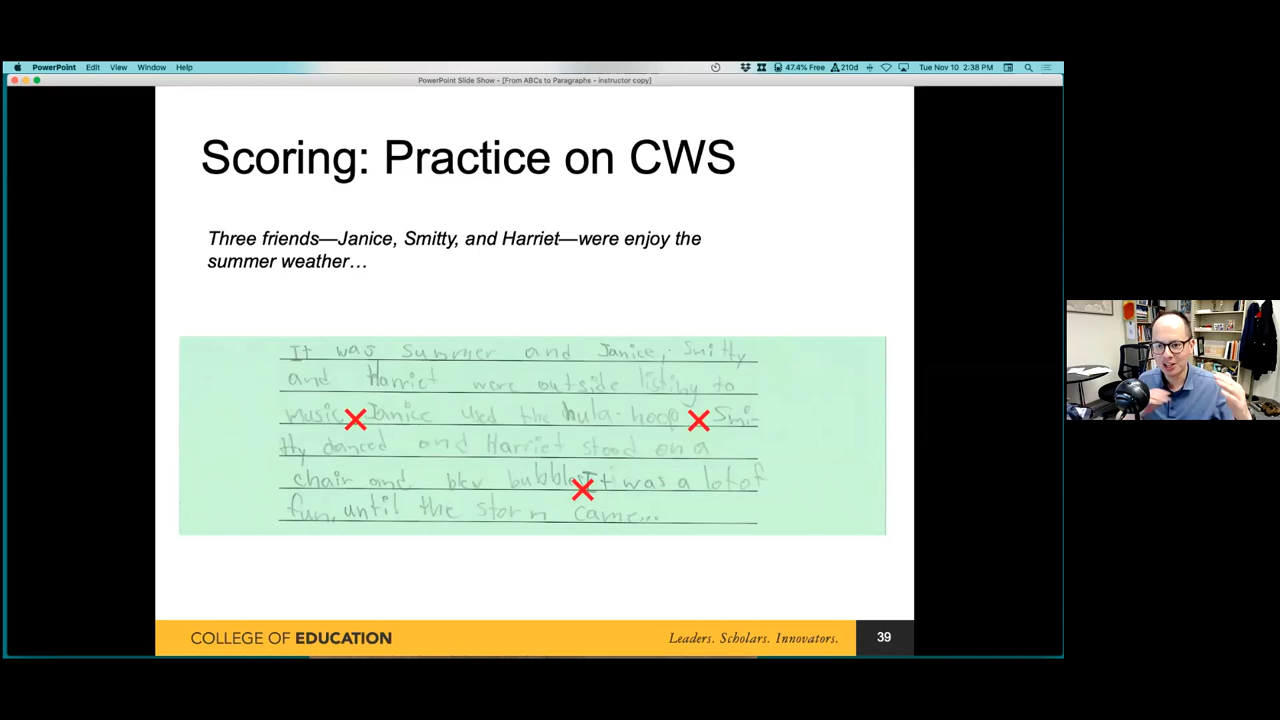 PowerPoint Edit View Window Help 47.4% Free 210d Tue Nov 10 2:38 PM
PowerPoint Slide Show - [From ABCs to Paragraphs - instructor copy]
Scoring: Practice on CWS
Three friends—Janice, Smitty, and Harriet—were enjoy the
summer weather…
It was Summer and Janice, Smitty
and Harriet were outside listing to
music Janice used the hula-hoop Smi-
tty danced and Harriet stood on a
chair and blew bubbles It was a lot of
fun, until the storm came...
COLLEGE OF EDUCATION
Leaders. Scholars. Innovators.
39